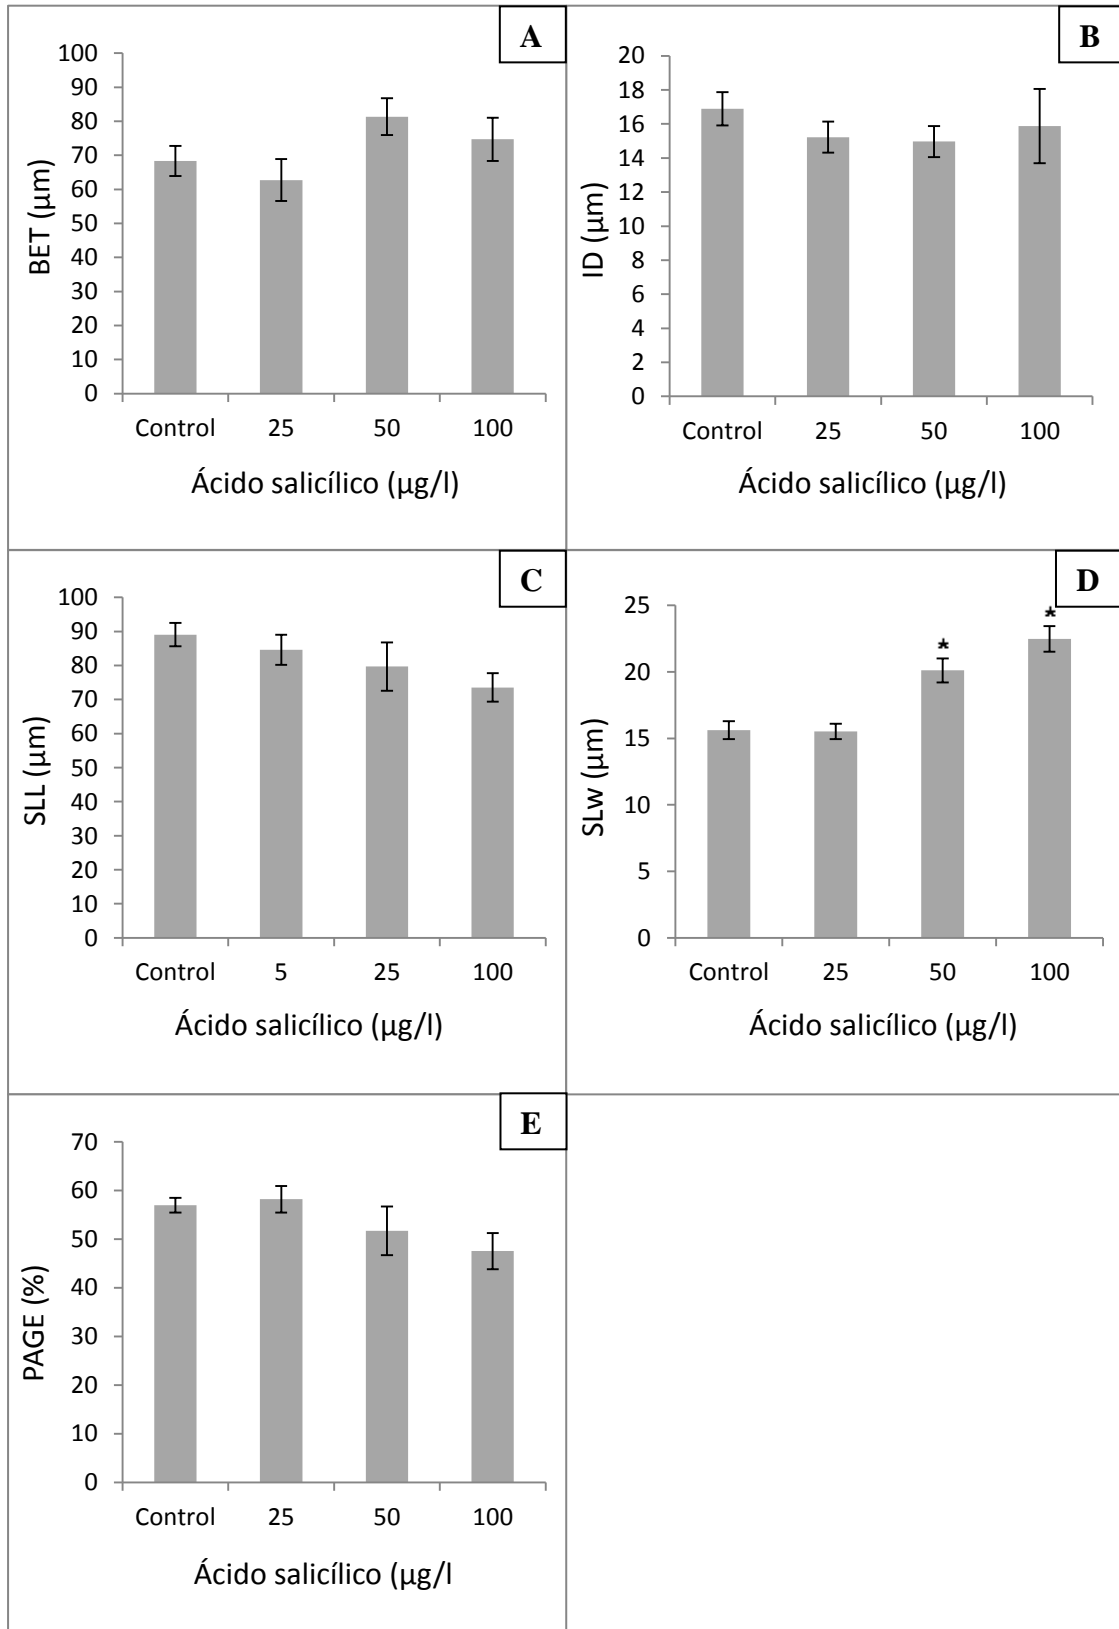 A
100
90
80
70
60
50
40
30
20
10
0
BET (µm)
Control 25 50 100
Ácido salicílico (µg/l)
B
20
18
16
14
12
10
8
6
4
2
0
ID (µm)
Control 25 50 100
Ácido salicílico (µg/l)
C
100
90
80
70
60
50
40
30
20
10
0
SLL (µm)
Control 5 25 100
Ácido salicílico (µg/l)
D
25
20
15
10
5
0
SLw (µm)
* *
Control 25 50 100
Ácido salicílico (µg/l)
E
70
60
50
40
30
20
10
0
PAGE (%)
Control 25 50 100
Ácido salicílico (µg/l